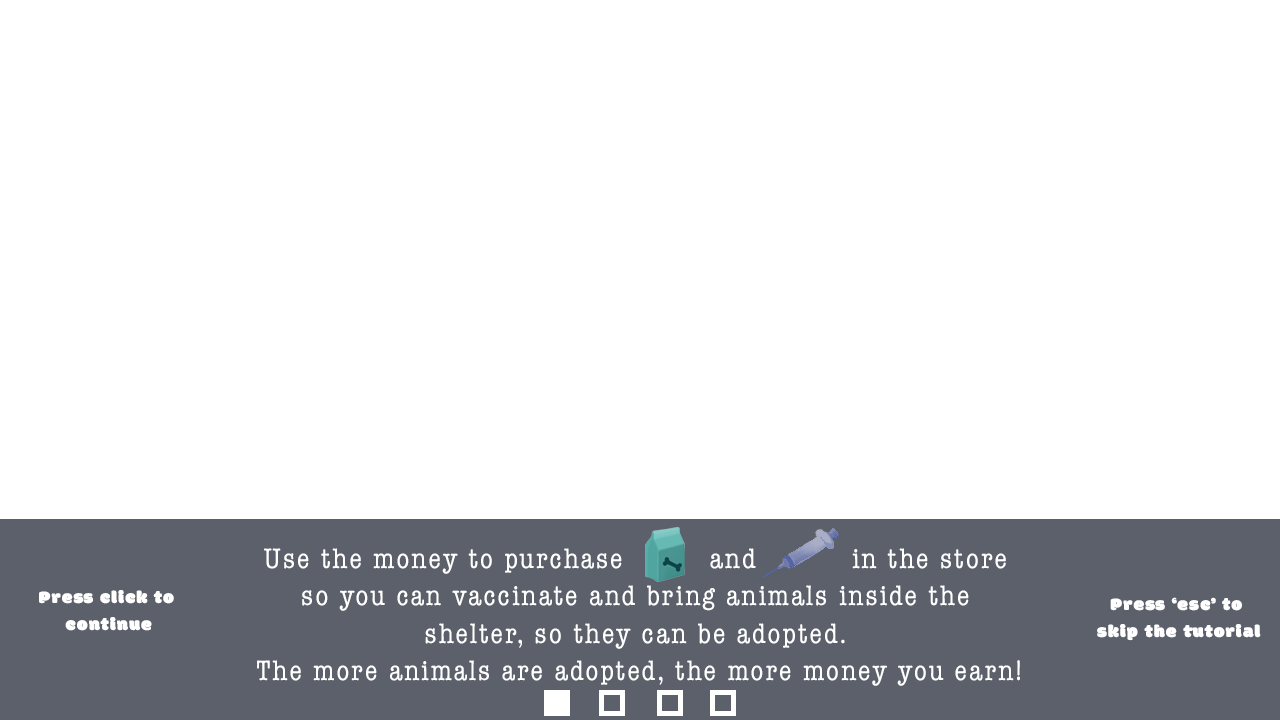 Use the money to purchase and in the store
so you can vaccinate and bring animals inside the
shelter, so they can be adopted.
The more animals are adopted, the more money you earn!
Press click to
continue
Press ‘esc’ to
skip the tutorial